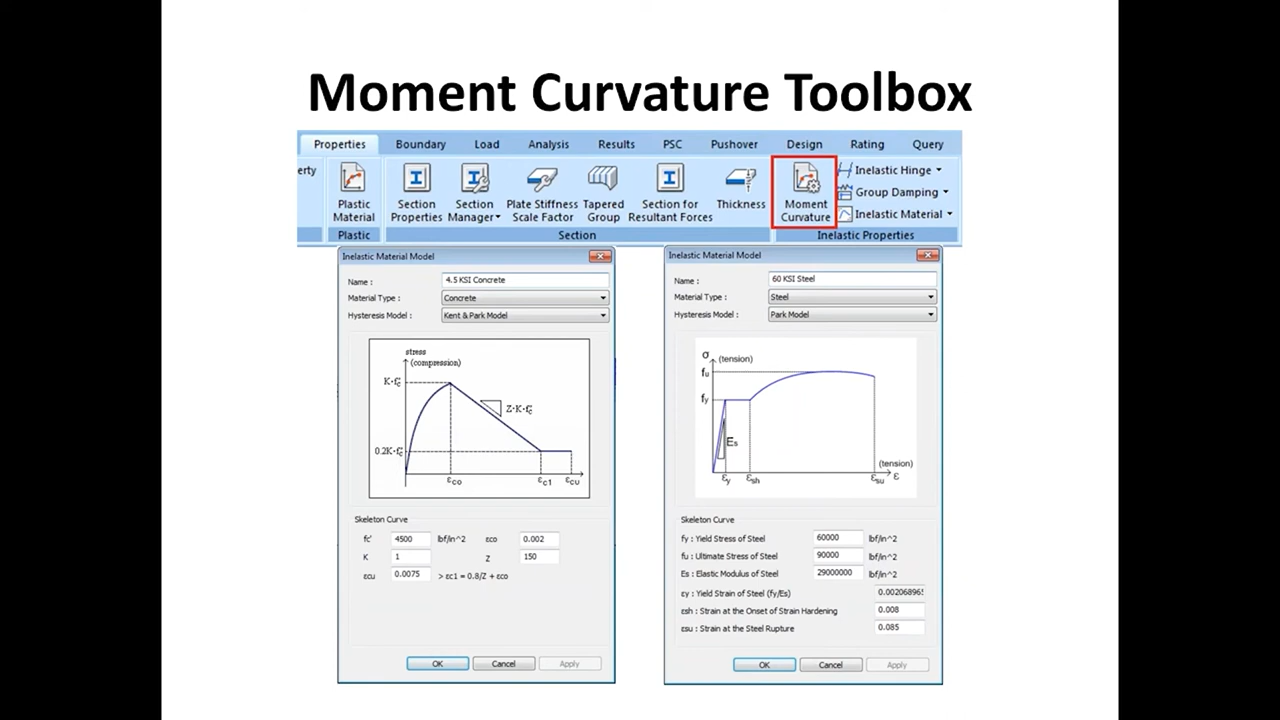 Moment Curvature Toolbox
Properties Boundary Load Analysis Results PSC Pushover Design Rating Query
erty
Plastic Material
Section Properties
Section Manager
Plate Stiffness Scale Factor
Tapered Group
Section for Resultant Forces
Thickness
Moment Curvature
Inelastic Hinge
Group Damping
Inelastic Material
Plastic
Section
Inelastic Properties
Inelastic Material Model
Name : 4.5 KSI Concrete
Material Type : Concrete
Hysteresis Model : Kent & Park Model
stress
(compression)
K·fc'
Z·K·fc'
0.2K·fc'
εco εc1 εcu
Skeleton Curve
fc' 4500 lbf/in^2 εco 0.002
K 1 Z 150
εcu 0.0075 > εc1 = 0.8/Z + εco
OK Cancel Apply
Inelastic Material Model
Name : 60 KSI Steel
Material Type : Steel
Hysteresis Model : Park Model
σ (tension)
fu
fy
Es
(tension)
εy εsh εsu ε
Skeleton Curve
fy : Yield Stress of Steel 60000 lbf/in^2
fu : Ultimate Stress of Steel 90000 lbf/in^2
Es : Elastic Modulus of Steel 29000000 lbf/in^2
εy : Yield Strain of Steel (fy/Es) 0.00206896
εsh : Strain at the Onset of Strain Hardening 0.008
εsu : Strain at the Steel Rupture 0.085
OK Cancel Apply